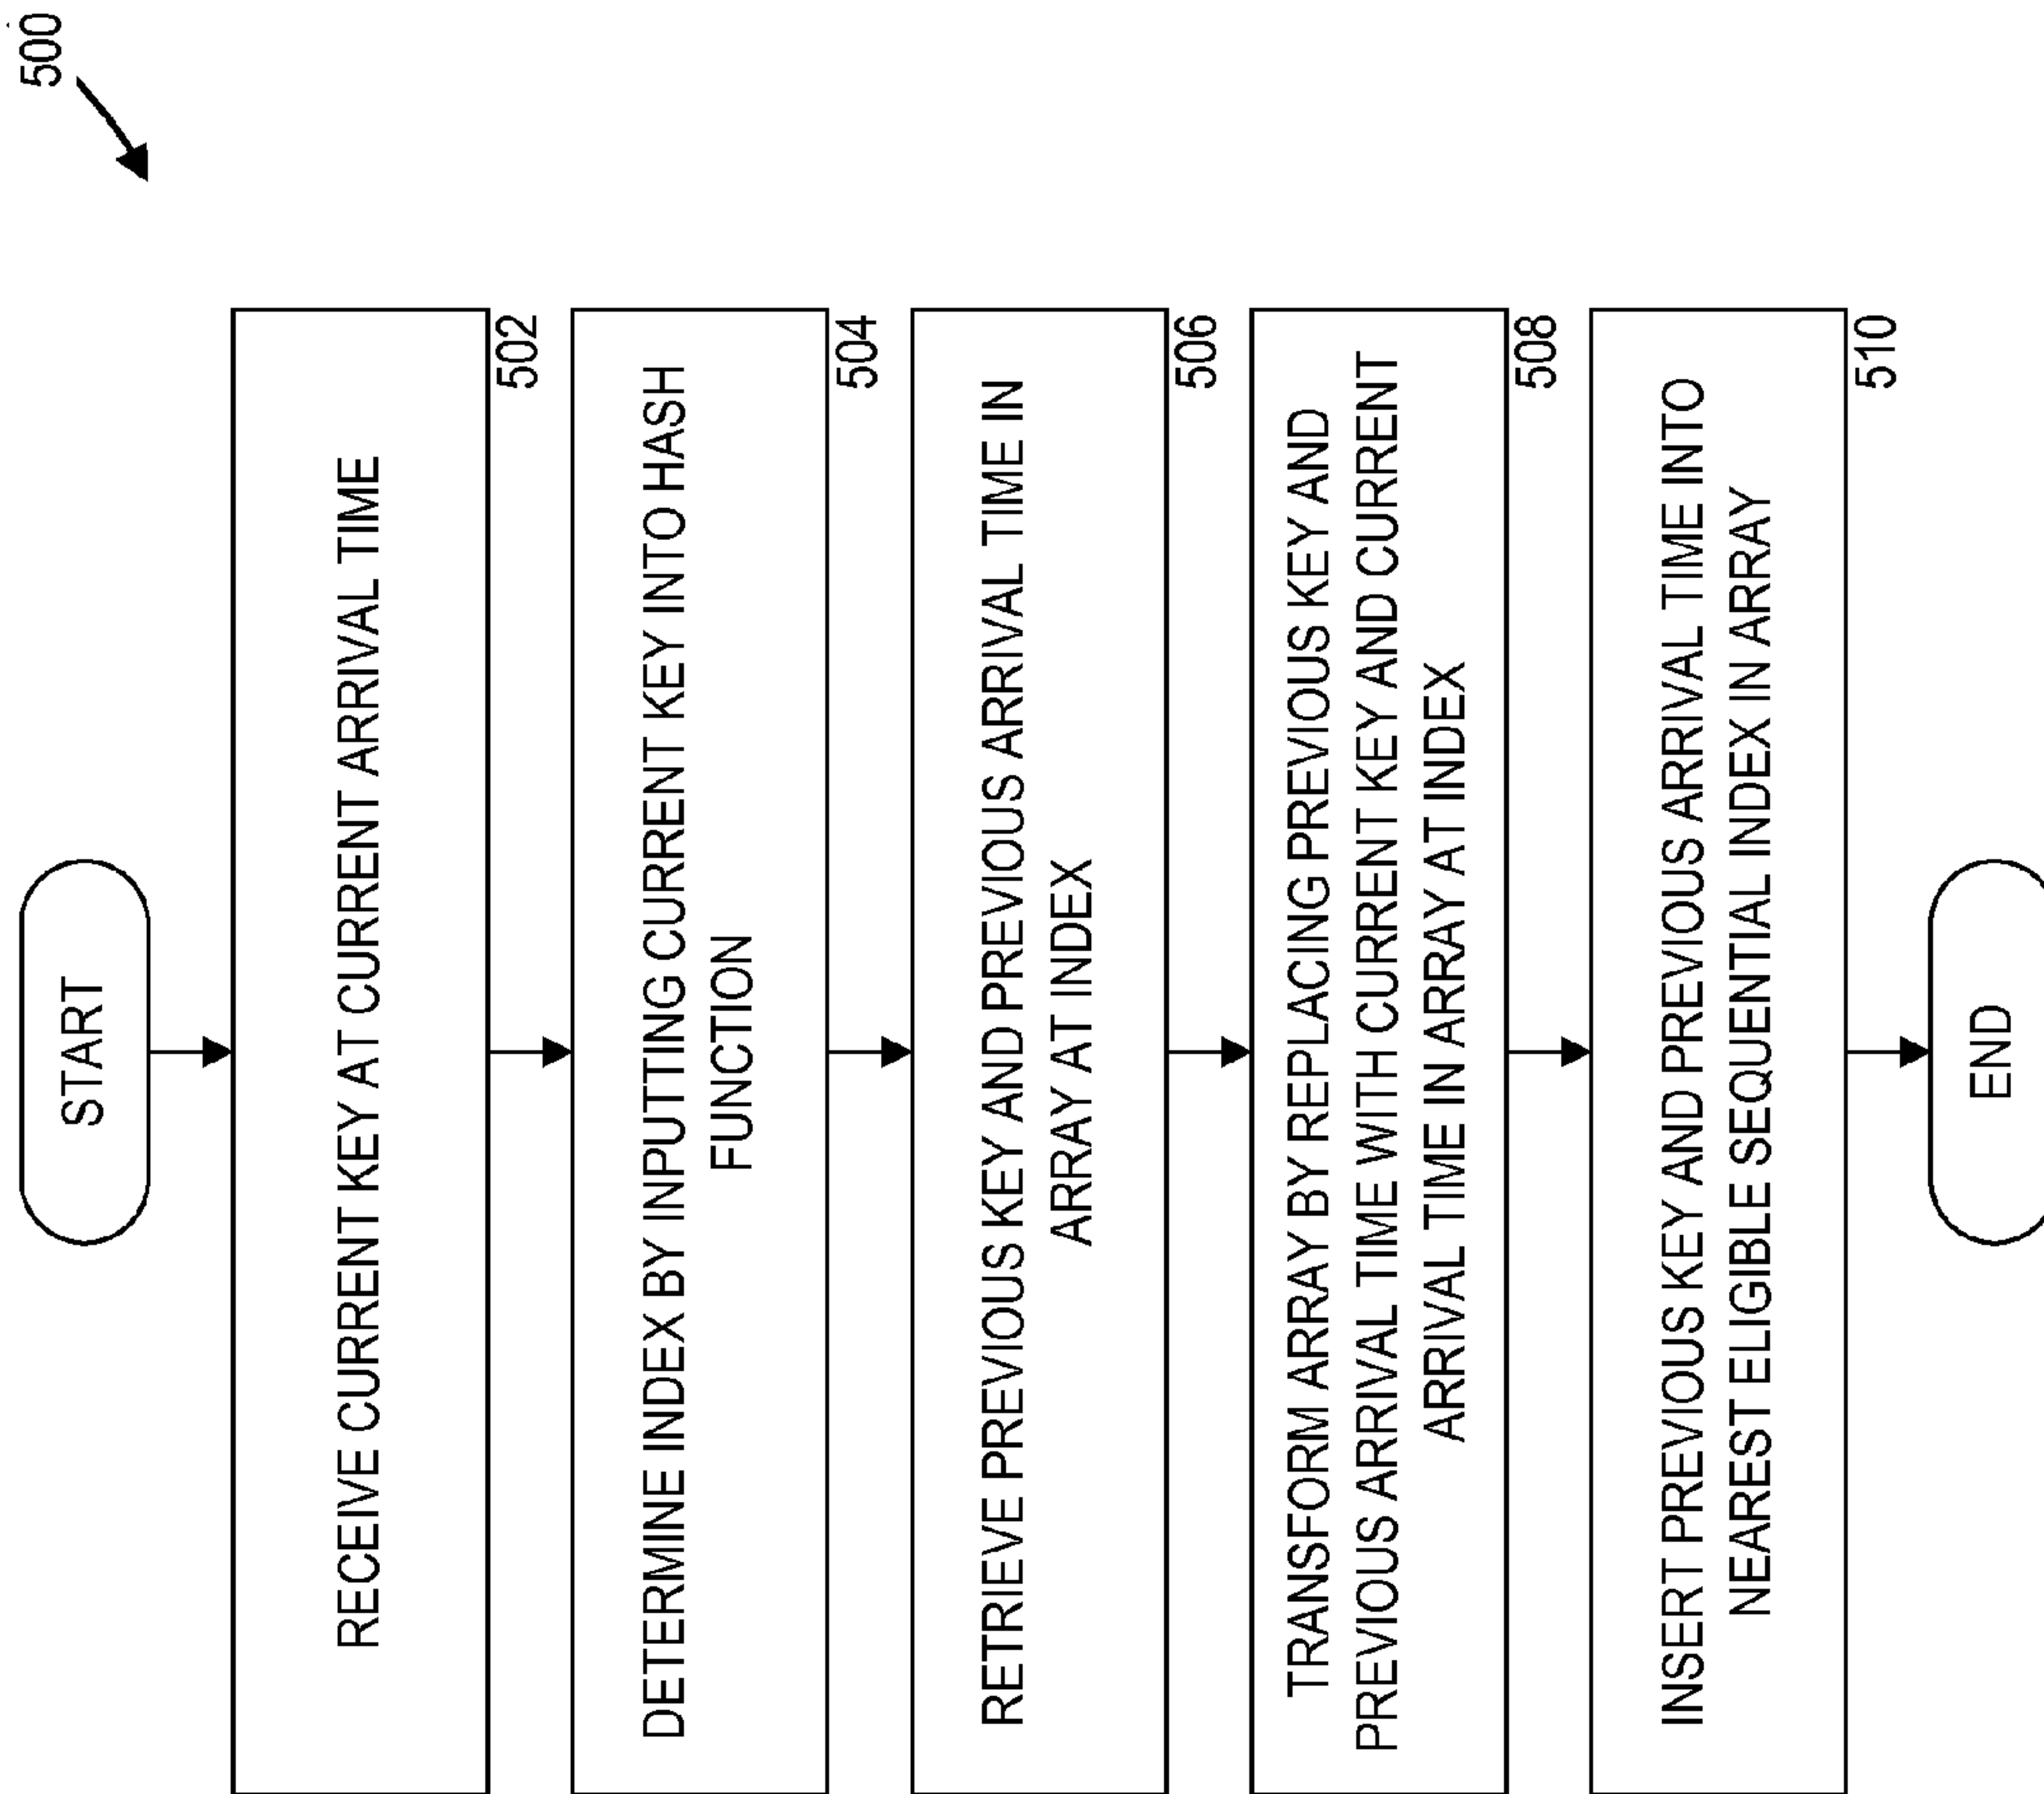 500
START
RECEIVE CURRENT KEY AT CURRENT ARRIVAL TIME
502
DETERMINE INDEX BY INPUTTING CURRENT KEY INTO HASH
FUNCTION
504
RETRIEVE PREVIOUS KEY AND PREVIOUS ARRIVAL TIME IN
ARRAY AT INDEX
506
TRANSFORM ARRAY BY REPLACING PREVIOUS KEY AND
PREVIOUS ARRIVAL TIME WITH CURRENT KEY AND CURRENT
ARRIVAL TIME IN ARRAY AT INDEX
508
INSERT PREVIOUS KEY AND PREVIOUS ARRIVAL TIME INTO
NEAREST ELIGIBLE SEQUENTIAL INDEX IN ARRAY
510
END